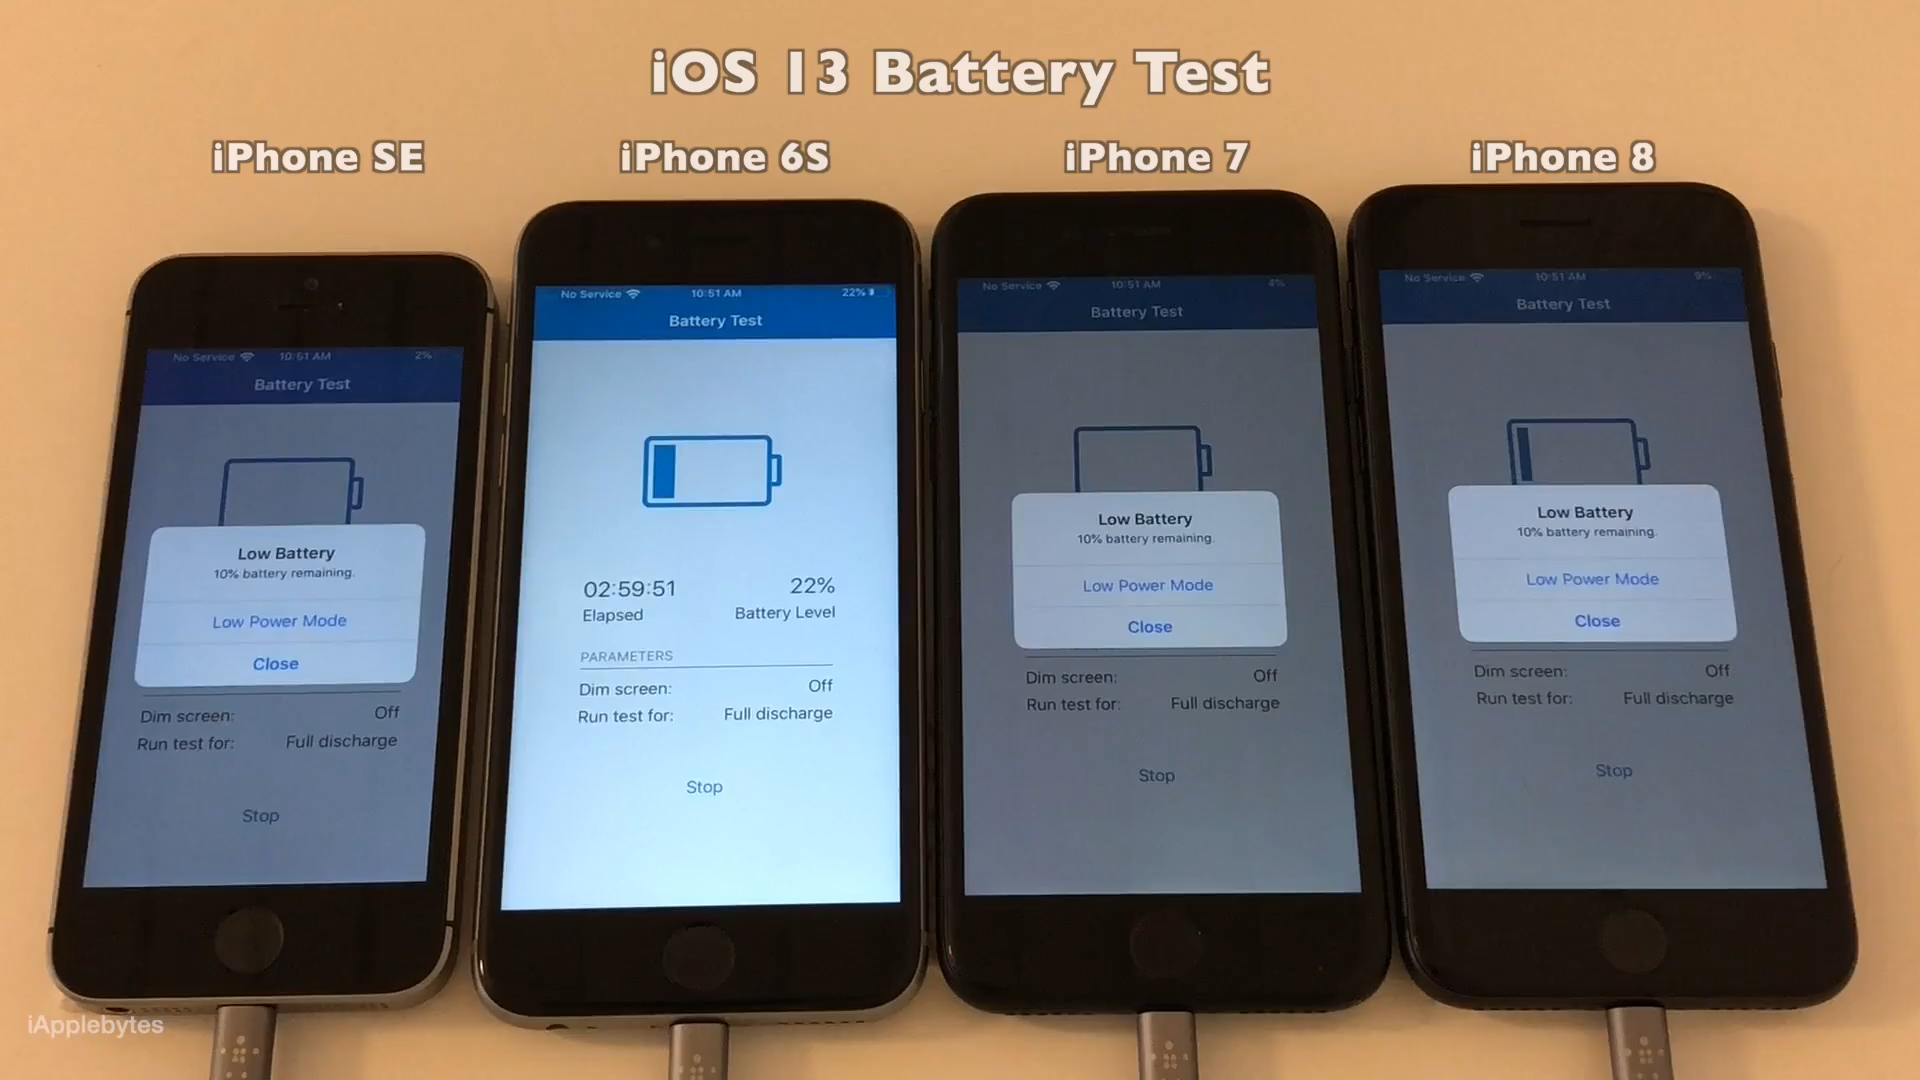 iOS 13 Battery Test
iPhone SE
iPhone 6S
iPhone 7
iPhone 8
No Service 10:51 AM 2%
Battery Test
Low Battery
10% battery remaining.
Low Power Mode
Close
Dim screen: Off
Run test for: Full discharge
Stop
No Service 10:51 AM 22%
Battery Test
02:59:51 22%
Elapsed Battery Level
PARAMETERS
Dim screen: Off
Run test for: Full discharge
Stop
No Service 10:51 AM 4%
Battery Test
Low Battery
10% battery remaining.
Low Power Mode
Close
Dim screen: Off
Run test for: Full discharge
Stop
No Service 10:51 AM 9%
Battery Test
Low Battery
10% battery remaining.
Low Power Mode
Close
Dim screen: Off
Run test for: Full discharge
Stop
iApplebytes